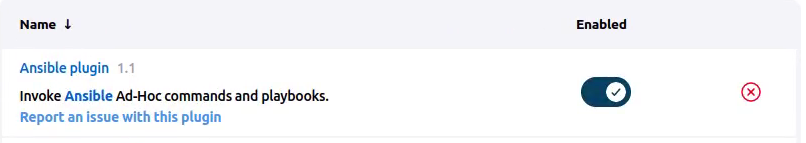 Name ↓ Enabled
Ansible plugin 1.1
Invoke Ansible Ad-Hoc commands and playbooks.
Report an issue with this plugin